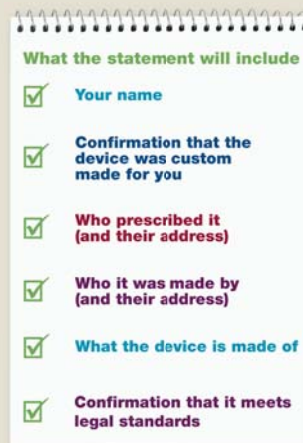 What the statement will include
Your name
Confirmation that the
device was custom
made for you
Who prescribed it
(and their address)
Who it was made by
(and their address)
What the device is made of
Confirmation that it meets
legal standards